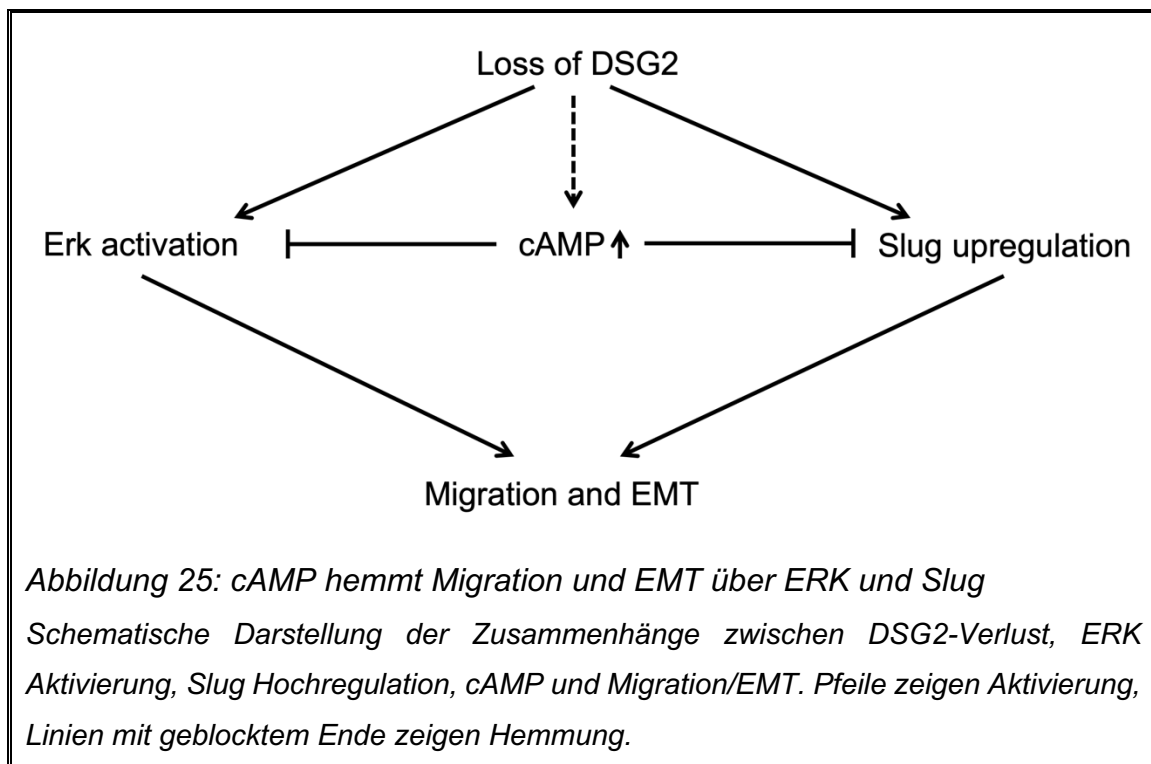 Loss of DSG2
Erk activation cAMP↑ Slug upregulation
Migration and EMT
Abbildung 25: cAMP hemmt Migration und EMT über ERK und Slug
Schematische Darstellung der Zusammenhänge zwischen DSG2-Verlust, ERK
Aktivierung, Slug Hochregulation, cAMP und Migration/EMT. Pfeile zeigen Aktivierung,
Linien mit geblocktem Ende zeigen Hemmung.